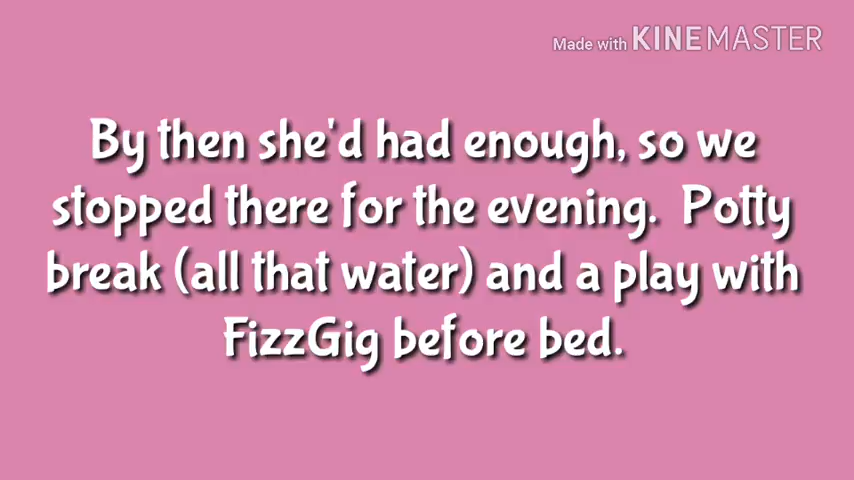 Made with KINEMASTER
By then she'd had enough, so we
stopped there for the evening.  Potty
break (all that water) and a play with
FizzGig before bed.